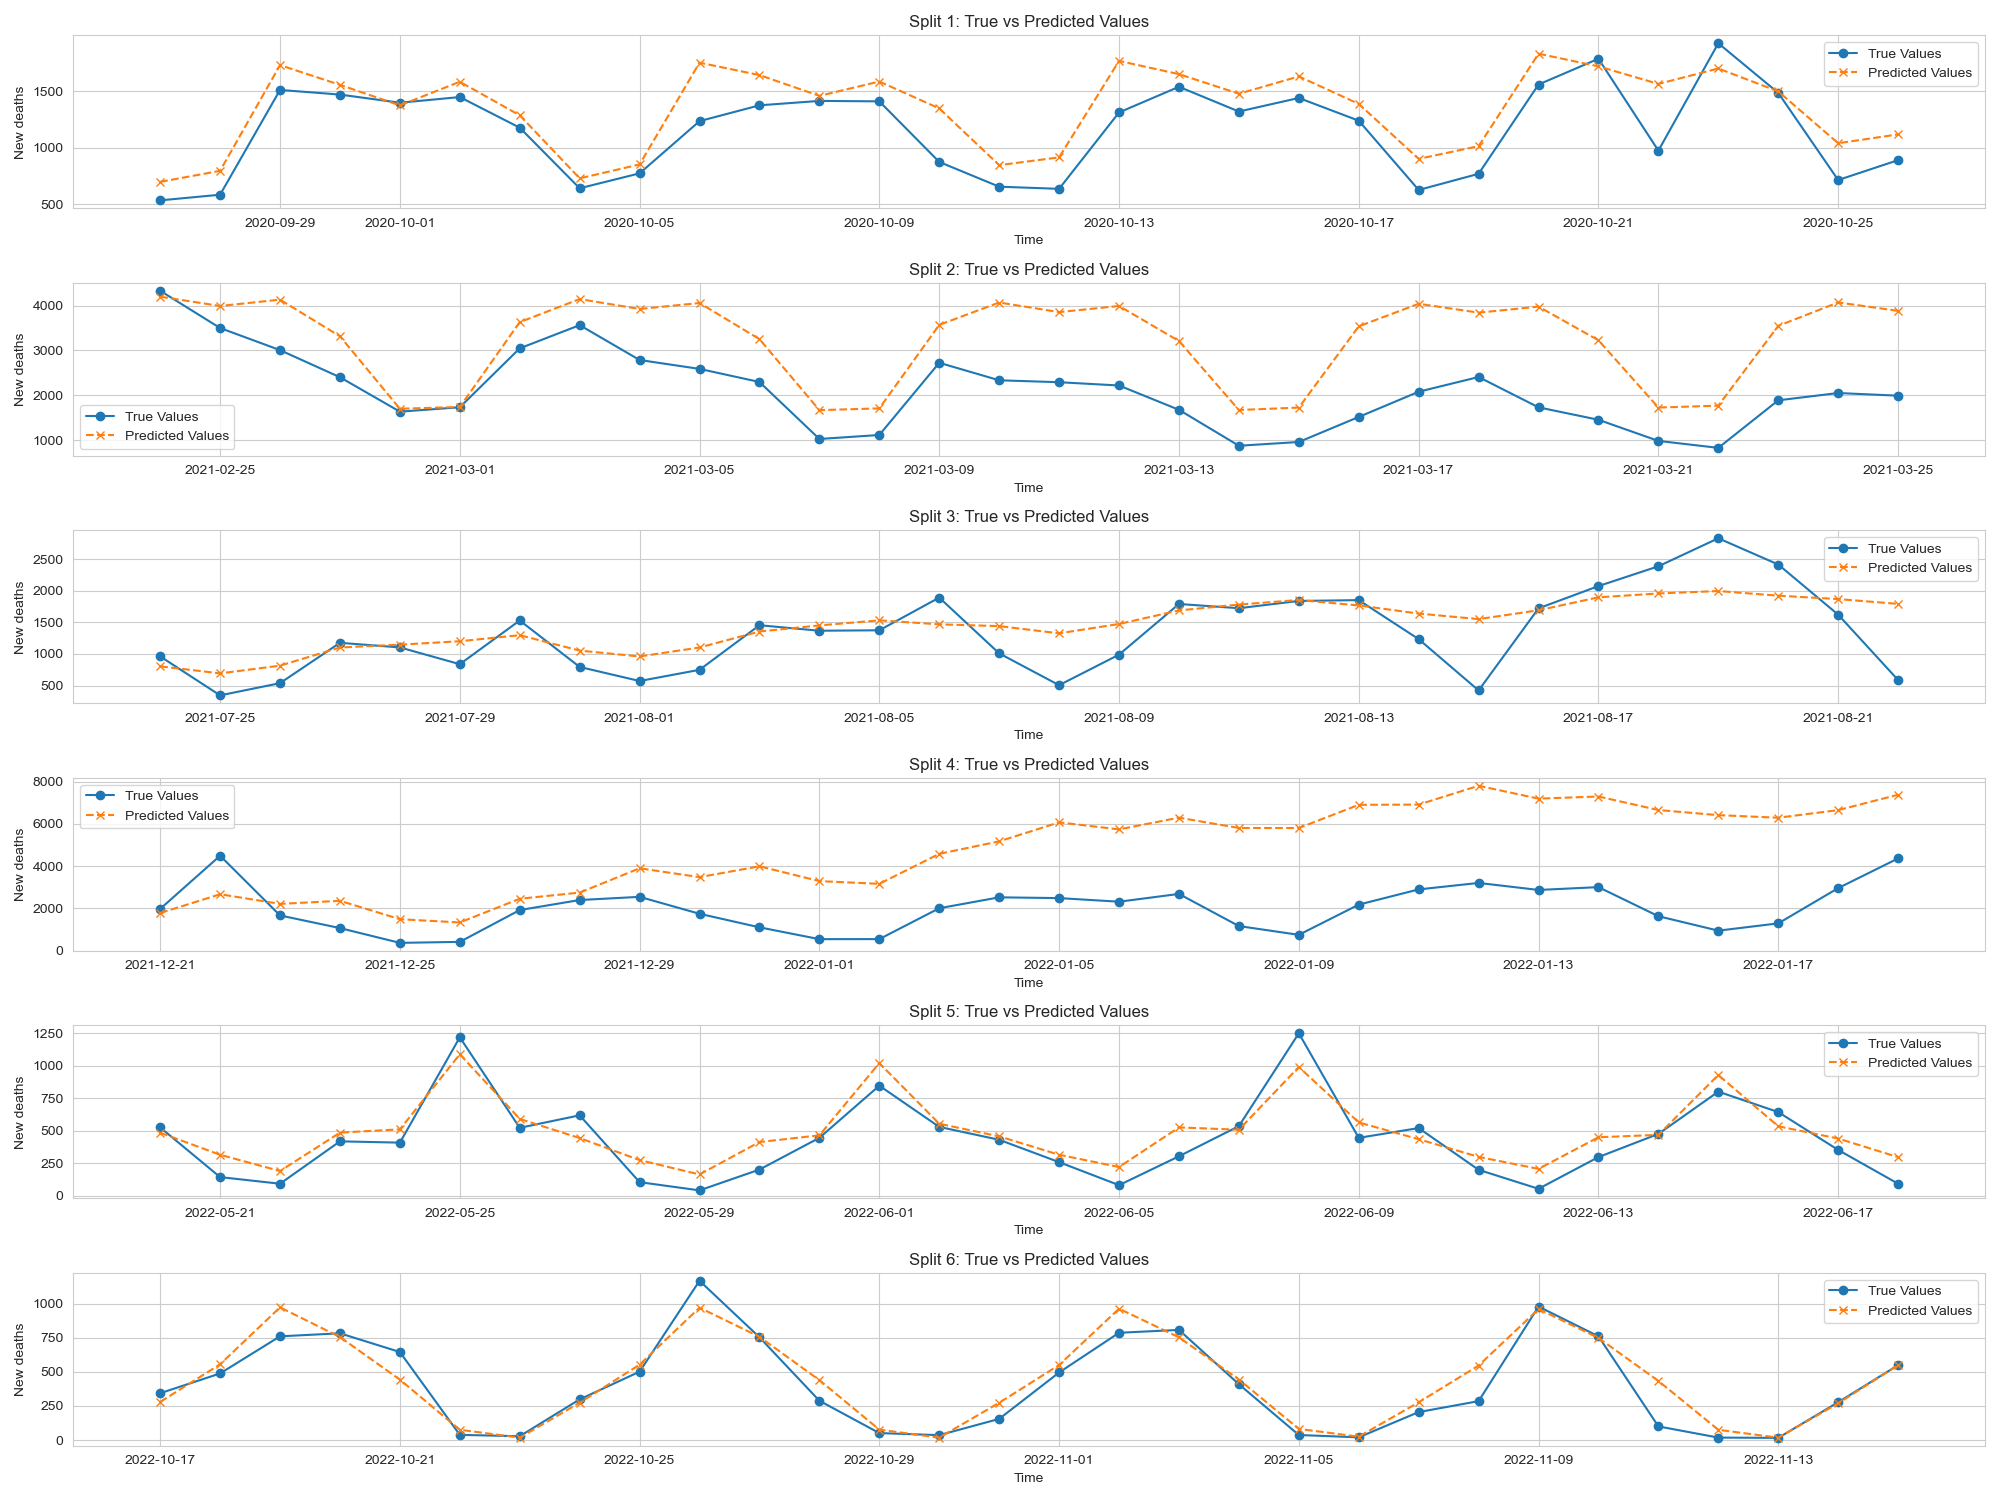 Split 1: True vs Predicted Values
New deaths
1500
1000
500
True Values
Predicted Values
2020-09-29 2020-10-01 2020-10-05 2020-10-09 2020-10-13 2020-10-17 2020-10-21 2020-10-25
Time
Split 2: True vs Predicted Values
New deaths
4000
3000
2000
1000
True Values
Predicted Values
2021-02-25 2021-03-01 2021-03-05 2021-03-09 2021-03-13 2021-03-17 2021-03-21 2021-03-25
Time
Split 3: True vs Predicted Values
New deaths
2500
2000
1500
1000
500
True Values
Predicted Values
2021-07-25 2021-07-29 2021-08-01 2021-08-05 2021-08-09 2021-08-13 2021-08-17 2021-08-21
Time
Split 4: True vs Predicted Values
New deaths
8000
6000
4000
2000
0
True Values
Predicted Values
2021-12-21 2021-12-25 2021-12-29 2022-01-01 2022-01-05 2022-01-09 2022-01-13 2022-01-17
Time
Split 5: True vs Predicted Values
New deaths
1250
1000
750
500
250
0
True Values
Predicted Values
2022-05-21 2022-05-25 2022-05-29 2022-06-01 2022-06-05 2022-06-09 2022-06-13 2022-06-17
Time
Split 6: True vs Predicted Values
New deaths
1000
750
500
250
0
True Values
Predicted Values
2022-10-17 2022-10-21 2022-10-25 2022-10-29 2022-11-01 2022-11-05 2022-11-09 2022-11-13
Time